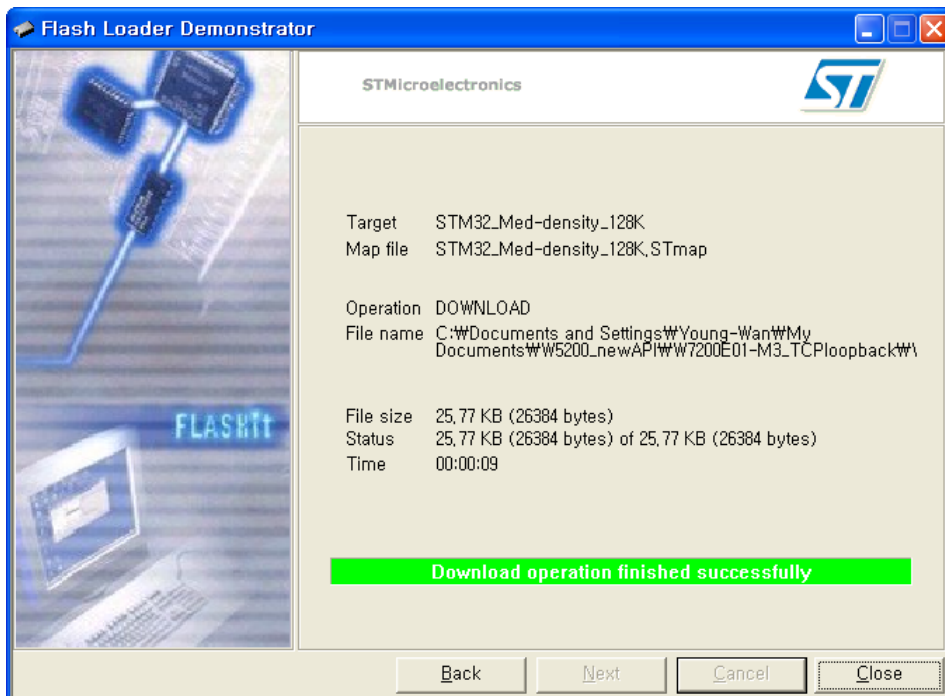 Flash Loader Demonstrator
STMicroelectronics
ST
Target STM32_Med-density_128K
Map file STM32_Med-density_128K,STmap
Operation DOWNLOAD
File name C:₩Documents and Settings₩Young-Wan₩My
Documents₩W5200_newAPI₩W7200E01-M3_TCPloopback₩\
FLASHit
File size 25,77 KB (26384 bytes)
Status 25,77 KB (26384 bytes) of 25,77 KB (26384 bytes)
Time 00:00:09
Download operation finished successfully
Back Next Cancel Close